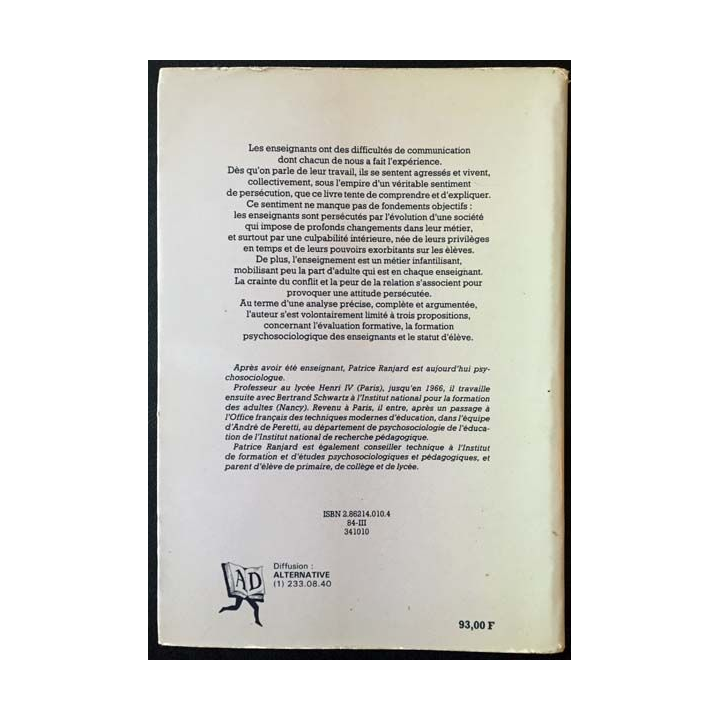 Les enseignants ont des difficultés de communication
dont chacun de nous a fait l'expérience.
Dès qu'on parle de leur travail, ils se sentent agressés et vivent,
collectivement, sous l'empire d'un véritable sentiment
de persécution, que ce livre tente de comprendre et d'expliquer.
Ce sentiment ne manque pas de fondements objectifs :
les enseignants sont persécutés par l'évolution d'une société
qui impose de profonds changements dans leur métier,
et surtout par une culpabilité intérieure, née de leurs privilèges
en temps et de leurs pouvoirs exorbitants sur les élèves.
De plus, l'enseignement est un métier infantilisant,
mobilisant peu la part d'adulte qui est en chaque enseignant.
La crainte du conflit et la peur de la relation s'associent pour
provoquer une attitude persécutée.
Au terme d'une analyse précise, complète et argumentée,
l'auteur s'est volontairement limité à trois propositions,
concernant l'évaluation formative, la formation
psychosociologique des enseignants et le statut d'élève.
Après avoir été enseignant, Patrice Ranjard est aujourd'hui psy-
chosociologue.
Professeur au lycée Henri IV (Paris), jusqu'en 1966, il travaille
ensuite avec Bertrand Schwartz à l'Institut national pour la formation
des adultes (Nancy). Revenu à Paris, il entre, après un passage à
l'Office français des techniques modernes d'éducation, dans l'équipe
d'André de Peretti, au département de psychosociologie de l'éduca-
tion de l'Institut national de recherche pédagogique.
Patrice Ranjard est également conseiller technique à l'Institut
de formation et d'études psychosociologiques et pédagogiques, et
parent d'élève de primaire, de collège et de lycée.
ISBN 2.86214.010.4
84-III
341010
AD
Diffusion :
ALTERNATIVE
(1) 233.08.40
93,00 F